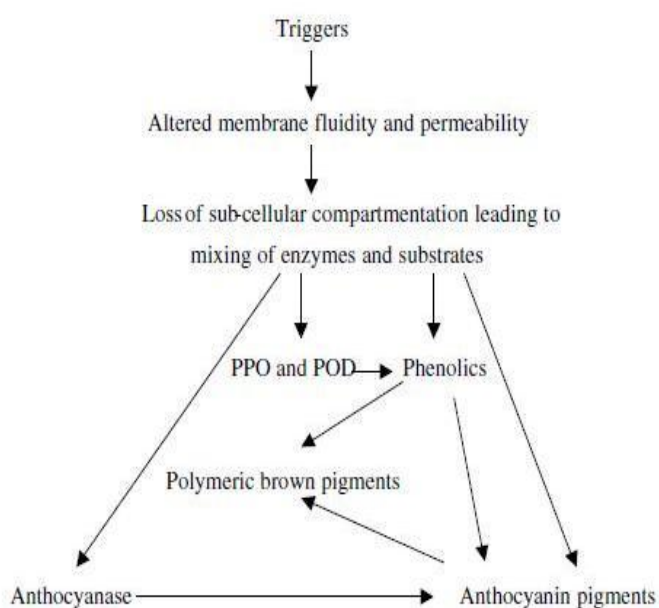 Triggers
Altered membrane fluidity and permeability
Loss of sub-cellular compartmentation leading to
mixing of enzymes and substrates
PPO and POD
Phenolics
Polymeric brown pigments
Anthocyanase
Anthocyanin pigments